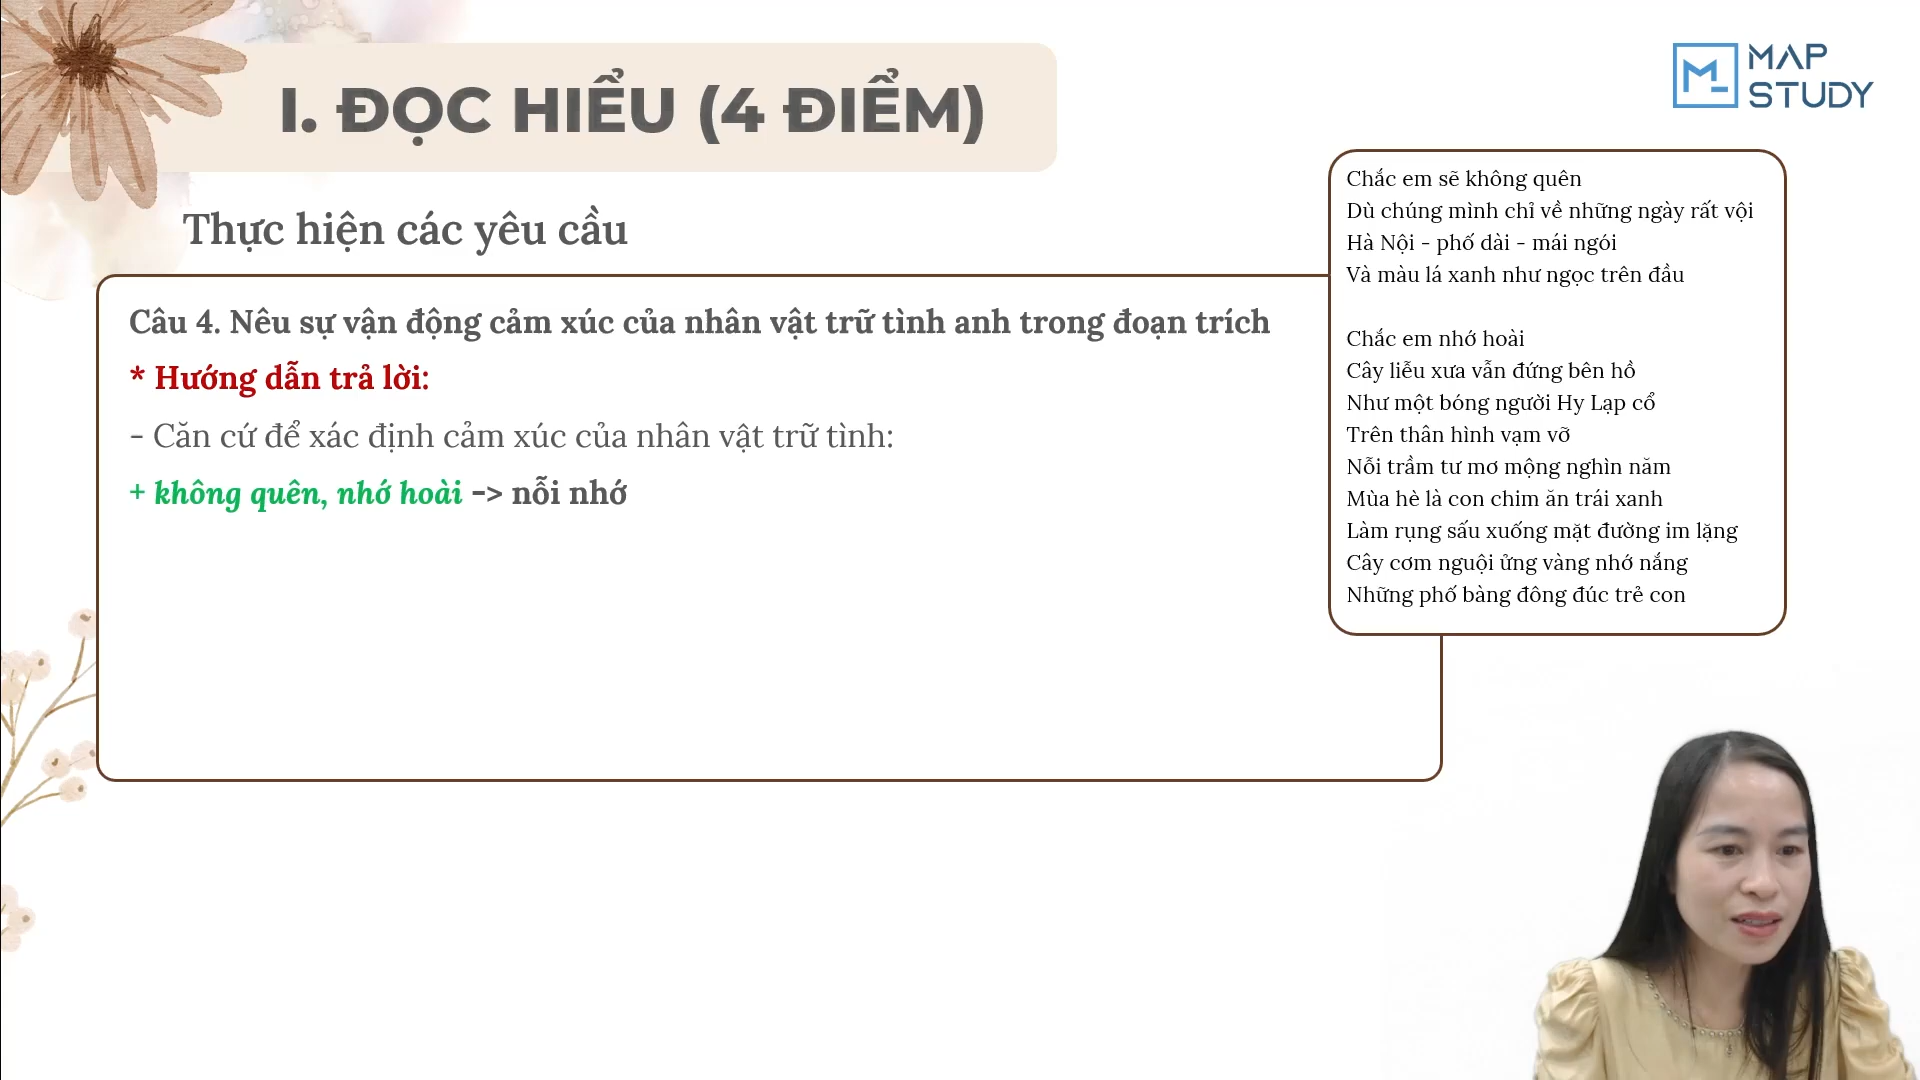 I. ĐỌC HIỂU (4 ĐIỂM)
MAP
STUDY
Thực hiện các yêu cầu
Câu 4. Nêu sự vận động cảm xúc của nhân vật trữ tình anh trong đoạn trích
* Hướng dẫn trả lời:
- Căn cứ để xác định cảm xúc của nhân vật trữ tình:
+ không quên, nhớ hoài -> nỗi nhớ
Chắc em sẽ không quên
Dù chúng mình chỉ về những ngày rất vội
Hà Nội - phố dài - mái ngói
Và màu lá xanh như ngọc trên đầu
Chắc em nhớ hoài
Cây liễu xưa vẫn đứng bên hồ
Như một bóng người Hy Lạp cổ
Trên thân hình vạm vỡ
Nỗi trầm tư mơ mộng nghìn năm
Mùa hè là con chim ăn trái xanh
Làm rụng sấu xuống mặt đường im lặng
Cây cơm nguội ửng vàng nhớ nắng
Những phố bàng đông đúc trẻ con